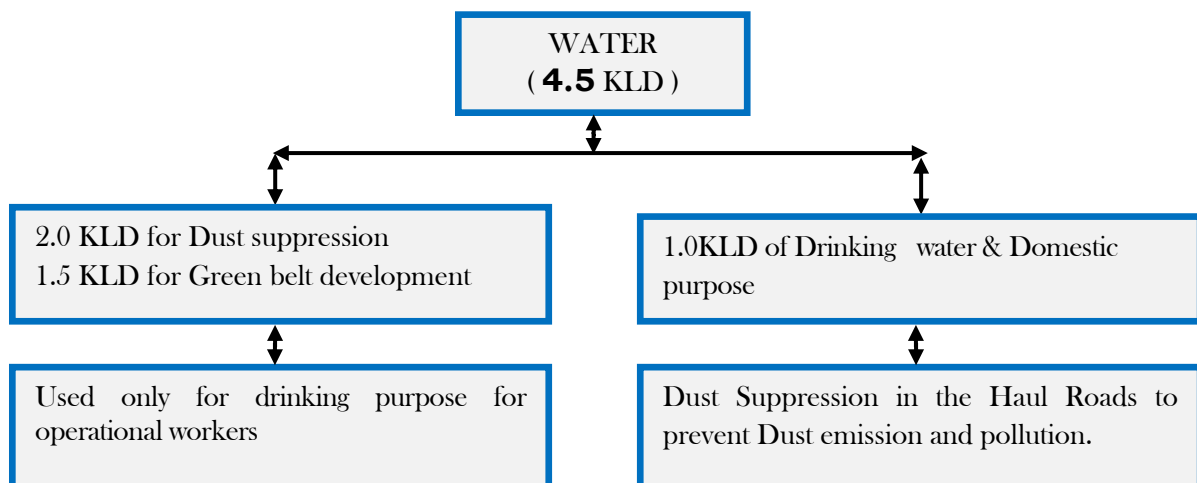 WATER
( 4.5 KLD )
2.0 KLD for Dust suppression
1.5 KLD for Green belt development
1.0KLD of Drinking water & Domestic
purpose
Used only for drinking purpose for
operational workers
Dust Suppression in the Haul Roads to
prevent Dust emission and pollution.